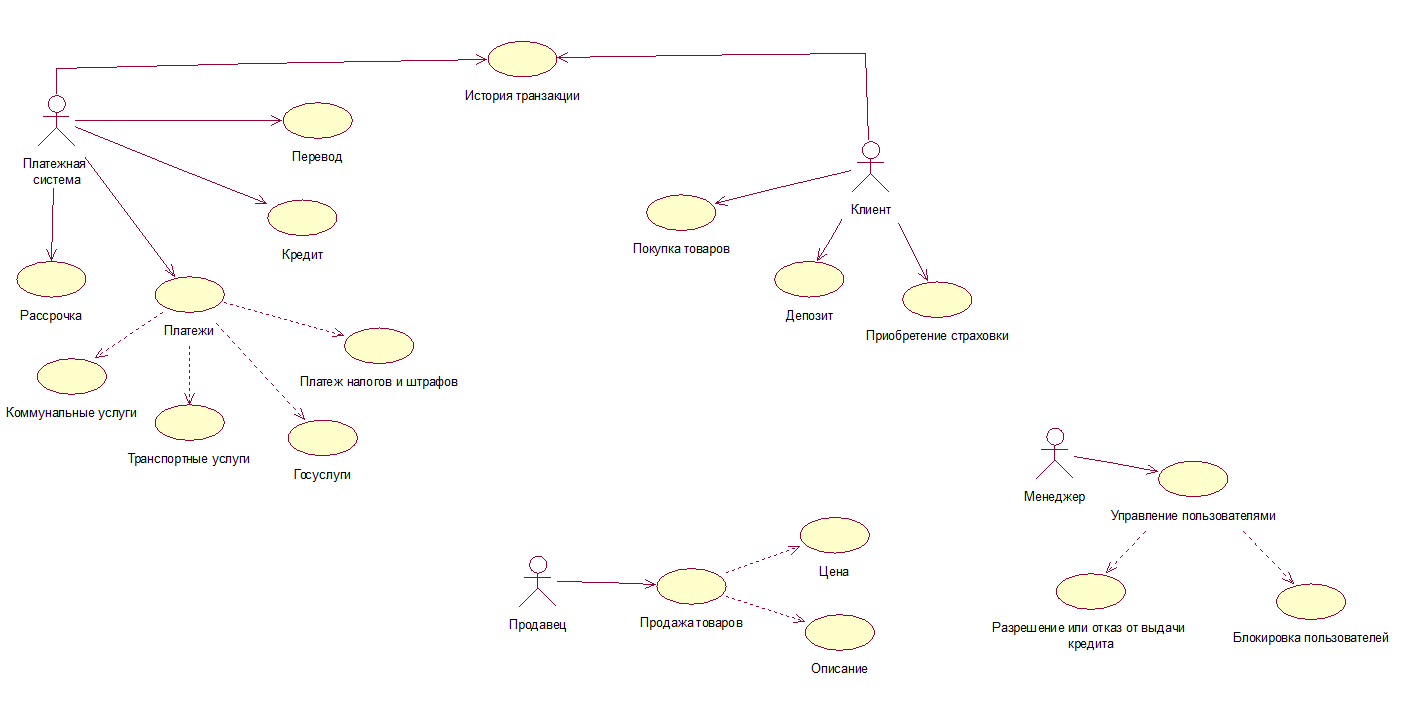 История транзакции
Перевод
Платежная
система
Клиент
Покупка товаров
Кредит
Рассрочка
Депозит
Платежи
Приобретение страховки
Платеж налогов и штрафов
Коммунальные услуги
Транспортные услуги
Госуслуги
Менеджер
Управление пользователями
Цена
Продавец
Продажа товаров
Разрешение или отказ от выдачи
кредита
Блокировка пользователей
Описание